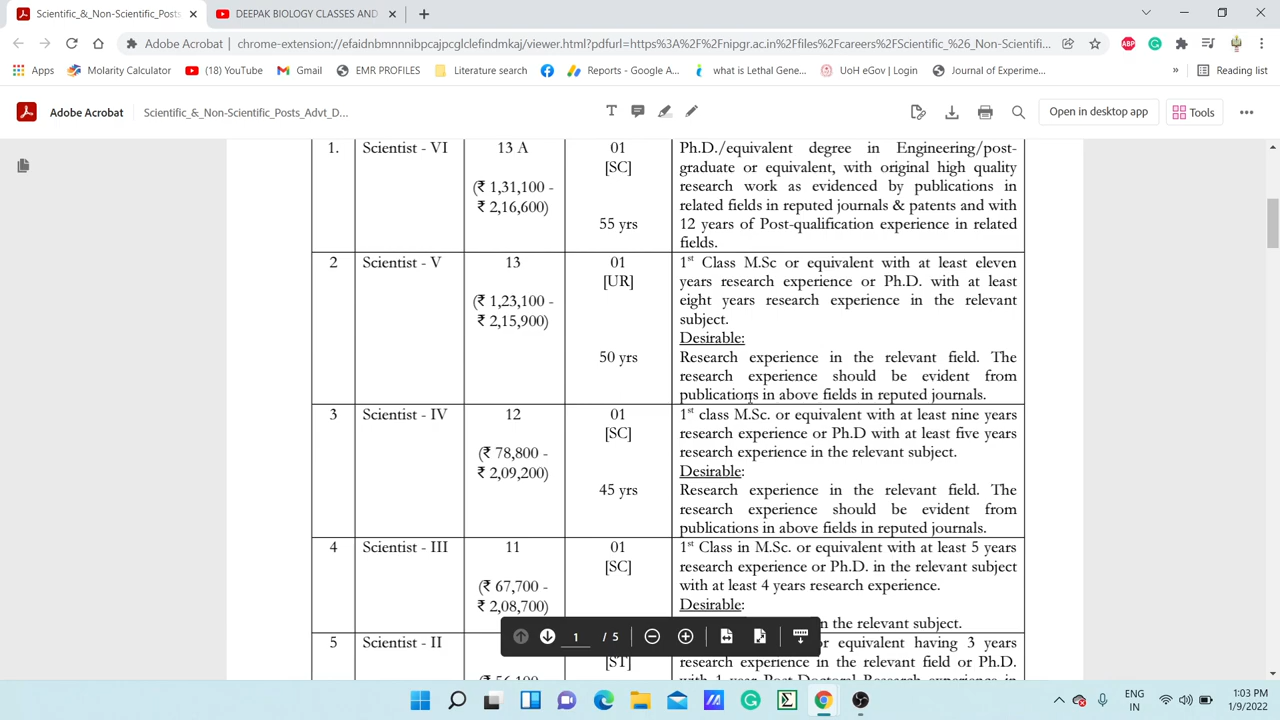 Scientific_&_Non-Scientific_Posts
DEEPAK BIOLOGY CLASSES AND
Adobe Acrobat
chrome-extension://efaidnbmnnnibpcajpcglclefindmkaj/viewer.html?pdfurl=https%3A%2F%2Fnipgr.ac.in%2Ffiles%2Fcareers%2FScientific_%26_Non-Scientifi...
Apps
Molarity Calculator
(18) YouTube
Gmail
EMR PROFILES
Literature search
Reports - Google A...
what is Lethal Gene...
UoH eGov | Login
Journal of Experime...
»
Reading list
Adobe Acrobat
Scientific_&_Non-Scientific_Posts_Advt_D...
Open in desktop app
Tools
1.
Scientist - VI
13 A
(₹ 1,31,100 -
₹ 2,16,600)
01
[SC]
55 yrs
Ph.D./equivalent degree in Engineering/post-
graduate or equivalent, with original high quality
research work as evidenced by publications in
related fields in reputed journals & patents and with
12 years of Post-qualification experience in related
fields.
2
Scientist - V
13
(₹ 1,23,100 -
₹ 2,15,900)
01
[UR]
50 yrs
1st Class M.Sc or equivalent with at least eleven
years research experience or Ph.D. with at least
eight years research experience in the relevant
subject.
Desirable:
Research experience in the relevant field. The
research experience should be evident from
publications in above fields in reputed journals.
3
Scientist - IV
12
(₹ 78,800 -
₹ 2,09,200)
01
[SC]
45 yrs
1st class M.Sc. or equivalent with at least nine years
research experience or Ph.D with at least five years
research experience in the relevant subject.
Desirable:
Research experience in the relevant field. The
research experience should be evident from
publications in above fields in reputed journals.
4
Scientist - III
11
(₹ 67,700 -
₹ 2,08,700)
01
[SC]
1st Class in M.Sc. or equivalent with at least 5 years
research experience or Ph.D. in the relevant subject
with at least 4 years research experience.
Desirable:
n the relevant subject.
5
Scientist - II
[ST]
or equivalent having 3 years
research experience in the relevant field or Ph.D.
with 1 year Post-Doctoral Research experience in
1 / 5
ENG
IN
1:03 PM
1/9/2022